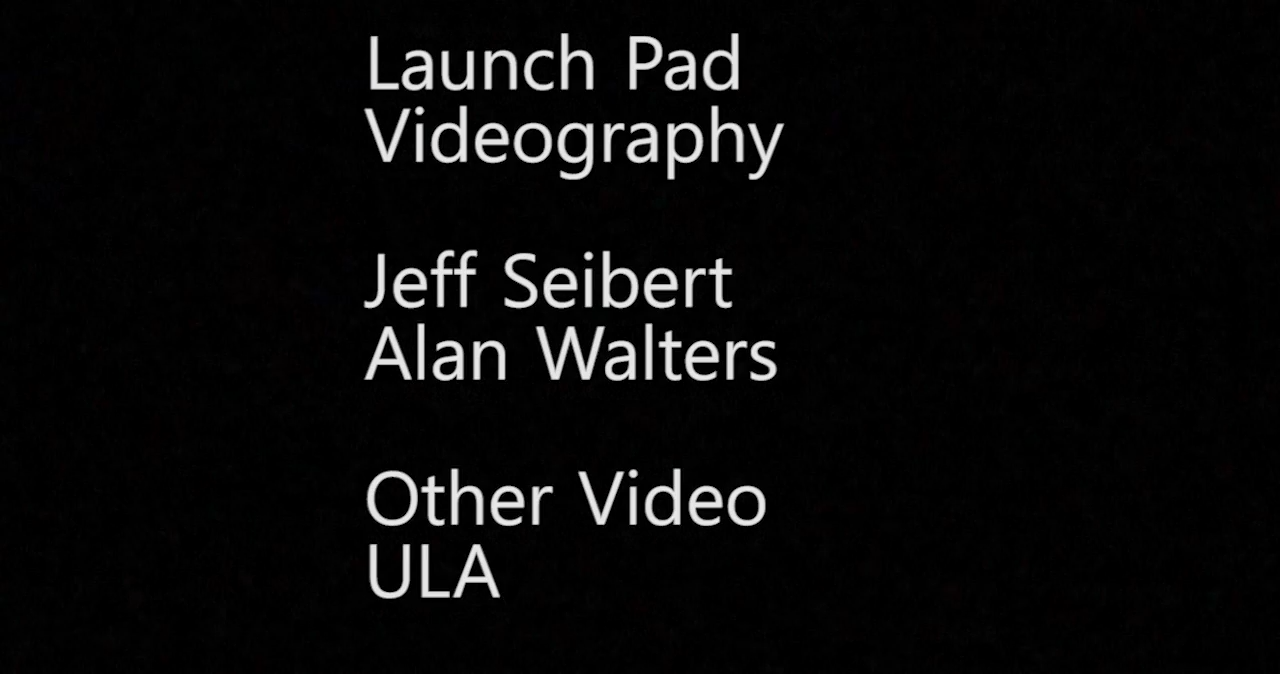 Launch Pad
Videography
Jeff Seibert
Alan Walters
Other Video
ULA